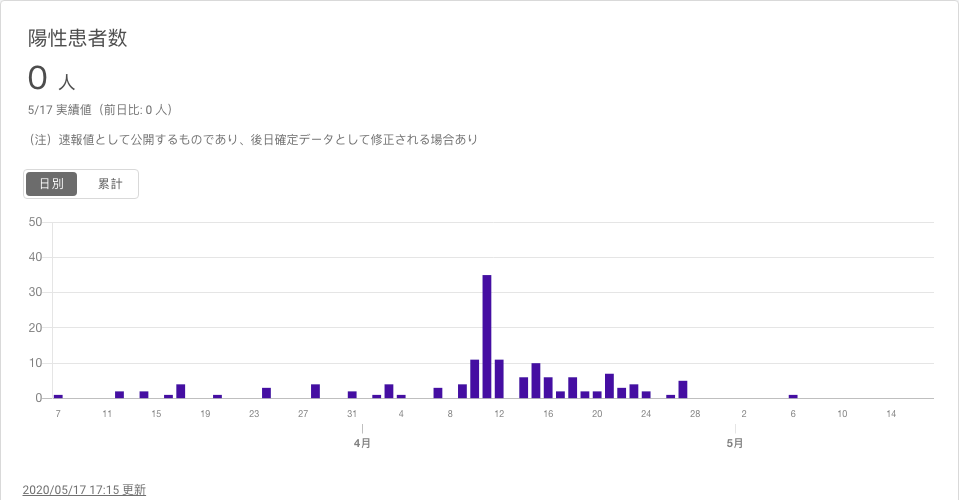 陽性患者数
0 人
5/17 実績値（前日比: 0 人）
（注）速報値として公開するものであり、後日確定データとして修正される場合あり
日別 累計
50
40
30
20
10
0
7 11 15 19 23 27 31 4 8 12 16 20 24 28 2 6 10 14
4月 5月
2020/05/17 17:15 更新